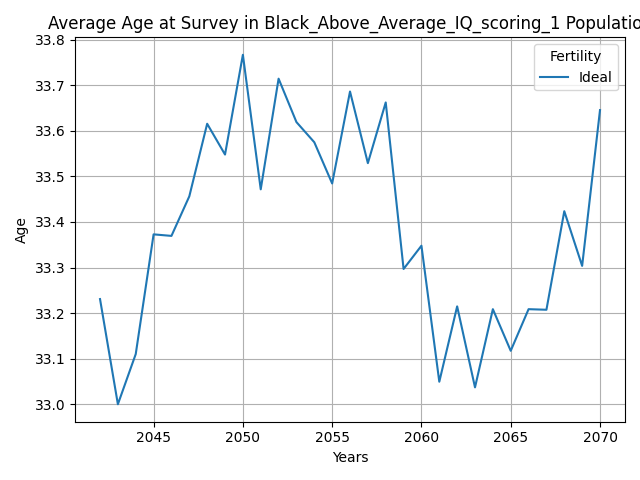 Average Age at Survey in Black_Above_Average_IQ_scoring_1 Populatio
33.8
33.7
33.6
33.5
33.4
33.3
33.2
33.1
33.0
Age
Fertility
Ideal
2045 2050 2055 2060 2065 2070
Years